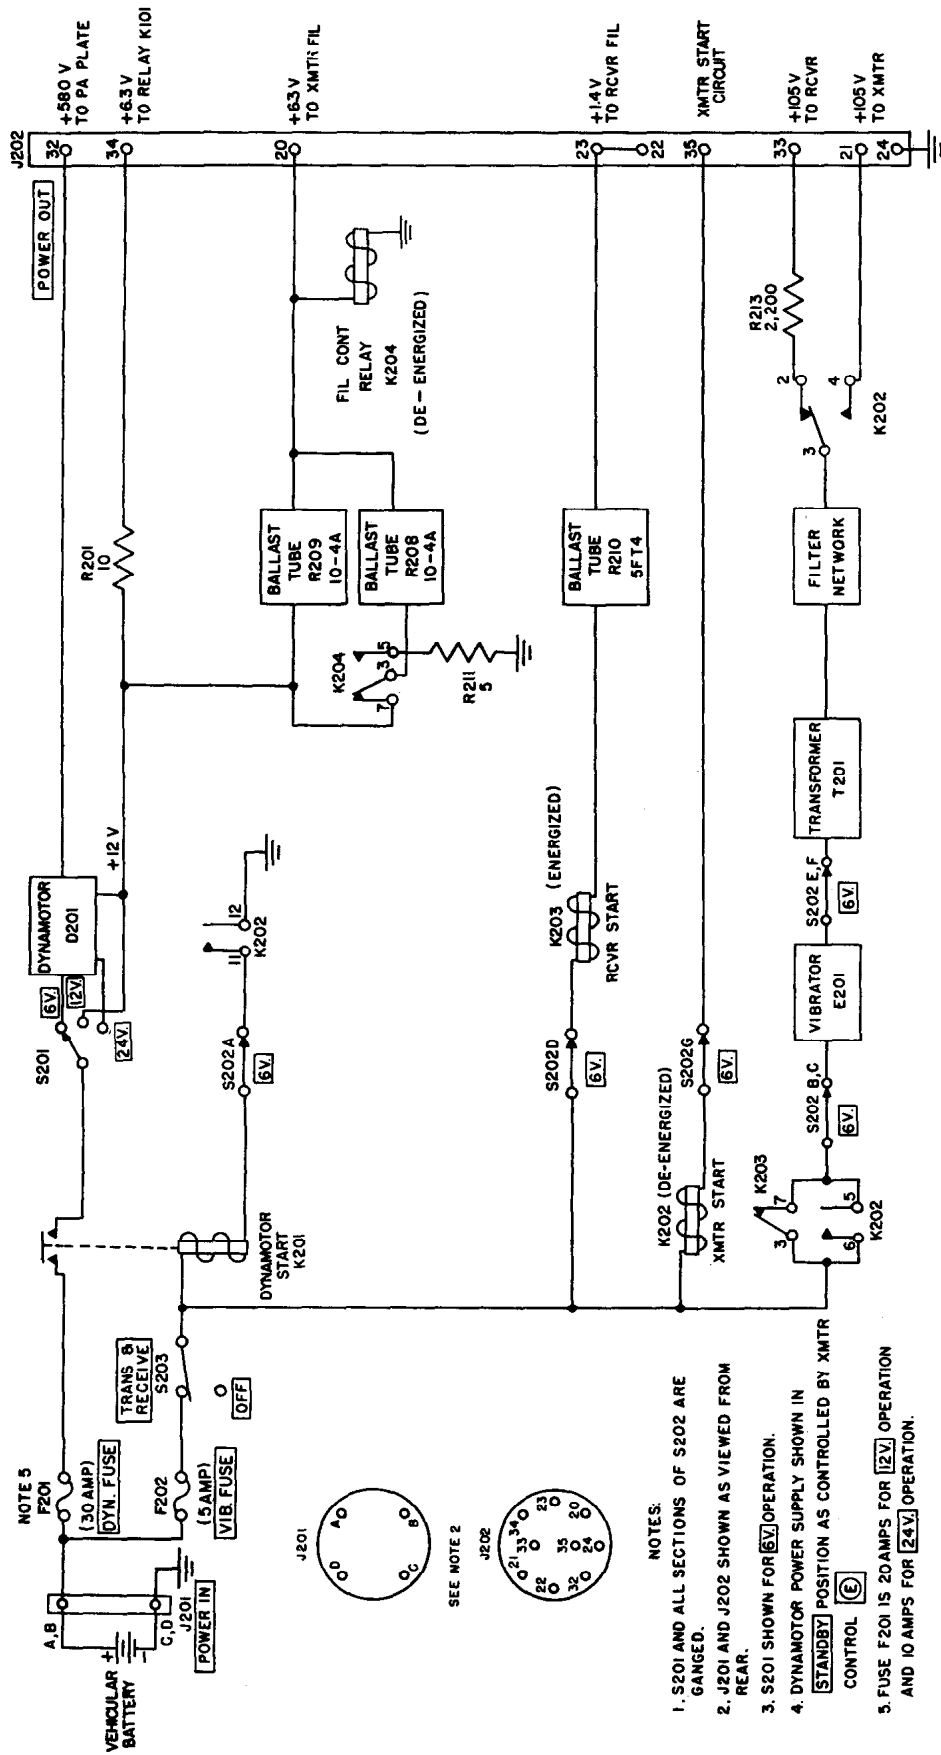 VEHICULAR
BATTERY
+
-
A,B
C,D
J201
POWER IN
NOTE 5
F201
(30 AMP)
DYN. FUSE
F202
(5 AMP)
VIB. FUSE
TRANS &
RECEIVE
S203
OFF
DYNAMOTOR
START
K201
S201
6V.
12V.
24V.
DYNAMOTOR
D201
+12V
R201
10
POWER OUT
J202
32
+580 V
TO PA PLATE
34
+6.3 V
TO RELAY K101
S202A
6V.
11
12
K202
K204
7
3
5
R211
5
BALLAST
TUBE
R209
10-4A
BALLAST
TUBE
R208
10-4A
FIL CONT
RELAY
K204
(DE-ENERGIZED)
20
+6.3 V
TO XMTR FIL
S202D
6V.
K203 (ENERGIZED)
RCVR START
BALLAST
TUBE
R210
5FT4
23
22
+1.4 V
TO RCVR FIL
K202 (DE-ENERGIZED)
XMTR START
S202G
6V.
35
XMTR START
CIRCUIT
K203
3
7
6
5
K202
S202 B,C
6V.
VIBRATOR
E201
S202 E,F
6V.
TRANSFORMER
T201
FILTER
NETWORK
3
2
4
K202
R213
2,200
33
+105 V
TO RCVR
21
+105 V
TO XMTR
24
J201
D
A
C
B
SEE NOTE 2
J202
21
34
33
23
22
35
20
32
24
NOTES:
1. S201 AND ALL SECTIONS OF S202 ARE
GANGED.
2. J201 AND J202 SHOWN AS VIEWED FROM
REAR.
3. S201 SHOWN FOR 6V. OPERATION.
4. DYNAMOTOR POWER SUPPLY SHOWN IN
STANDBY POSITION AS CONTROLLED BY XMTR
CONTROL E
5. FUSE F201 IS 20 AMPS FOR 12V. OPERATION
AND 10 AMPS FOR 24V. OPERATION.